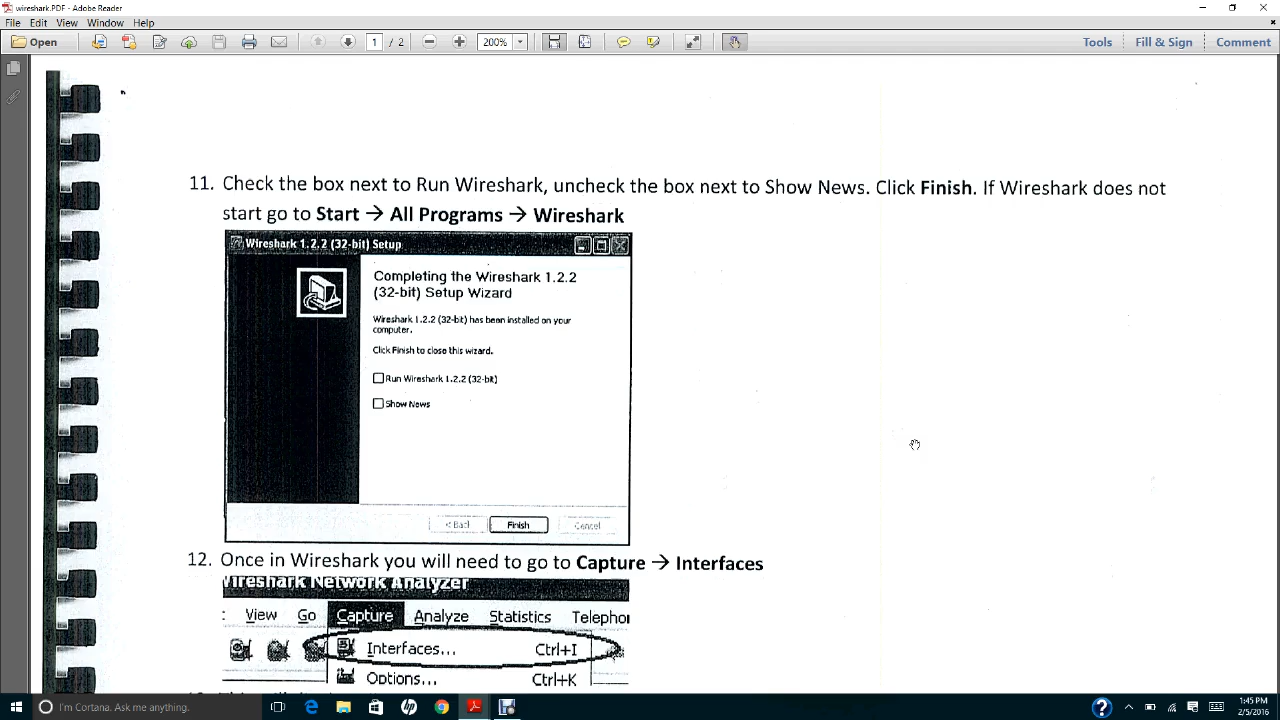 wireshark.PDF - Adobe Reader
File Edit View Window Help
Open 1 / 2 200% Tools Fill & Sign Comment
11. Check the box next to Run Wireshark, uncheck the box next to Show News. Click Finish. If Wireshark does not
start go to Start → All Programs → Wireshark
Wireshark 1.2.2 (32-bit) Setup
Completing the Wireshark 1.2.2
(32-bit) Setup Wizard
Wireshark 1.2.2 (32-bit) has been installed on your
computer.
Click Finish to close this wizard.
Run Wireshark 1.2.2 (32-bit)
Show News
< Back Finish Cancel
12. Once in Wireshark you will need to go to Capture → Interfaces
Wireshark Network Analyzer
: View Go Capture Analyze Statistics Telephon
Interfaces... Ctrl+I
Options... Ctrl+K
I'm Cortana. Ask me anything.
1:45 PM
2/5/2016